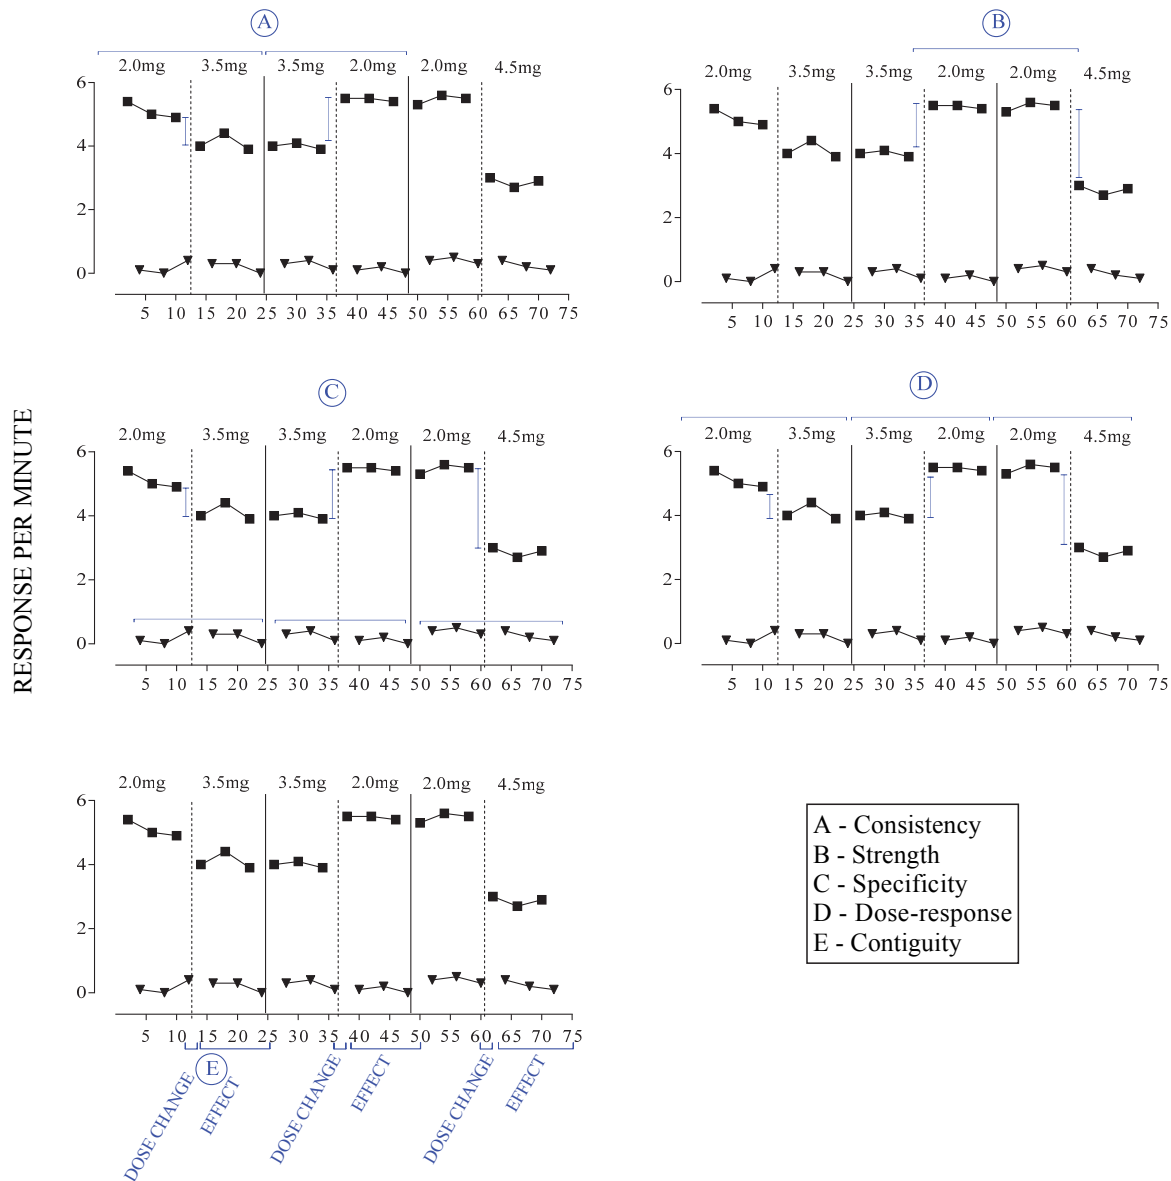 A
2.0mg 3.5mg 3.5mg 2.0mg 2.0mg 4.5mg
6
4
2
0
5 10 15 20 25 30 35 40 45 50 55 60 65 70 75
B
2.0mg 3.5mg 3.5mg 2.0mg 2.0mg 4.5mg
6
4
2
0
5 10 15 20 25 30 35 40 45 50 55 60 65 70 75
RESPONSE PER MINUTE
C
2.0mg 3.5mg 3.5mg 2.0mg 2.0mg 4.5mg
6
4
2
0
5 10 15 20 25 30 35 40 45 50 55 60 65 70 75
D
2.0mg 3.5mg 3.5mg 2.0mg 2.0mg 4.5mg
6
4
2
0
5 10 15 20 25 30 35 40 45 50 55 60 65 70 75
2.0mg 3.5mg 3.5mg 2.0mg 2.0mg 4.5mg
6
4
2
0
5 10 15 20 25 30 35 40 45 50 55 60 65 70 75
E
DOSE CHANGE
EFFECT
DOSE CHANGE
EFFECT
DOSE CHANGE
EFFECT
A - Consistency
B - Strength
C - Specificity
D - Dose-response
E - Contiguity